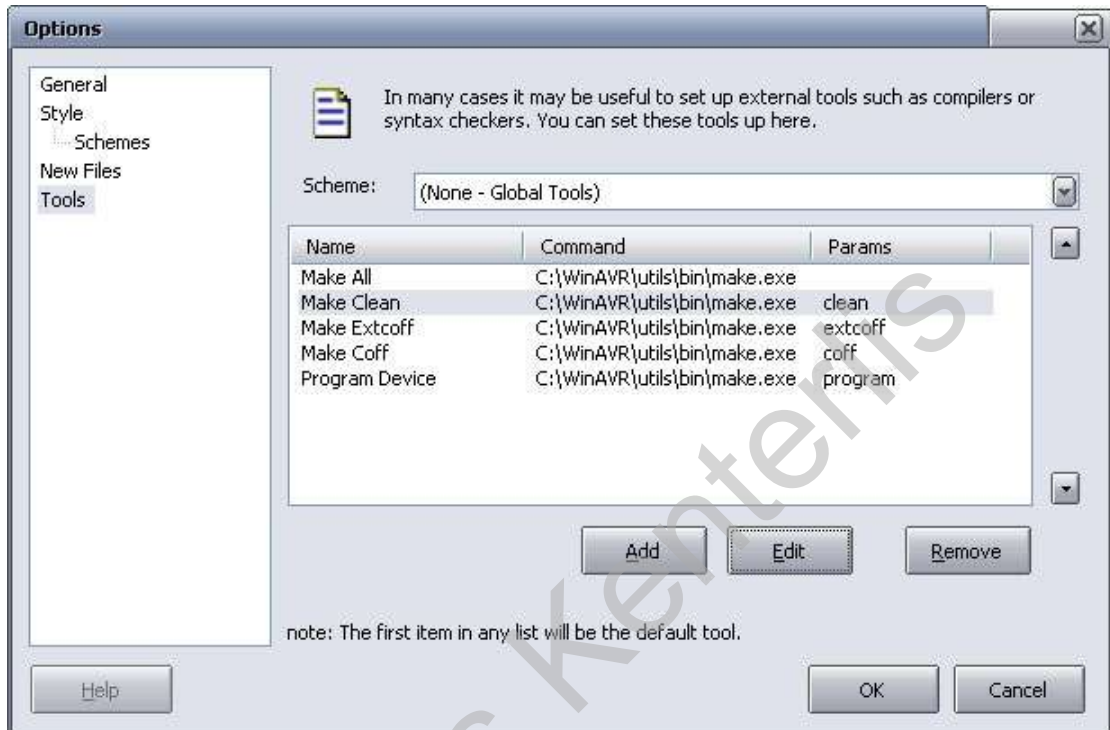 Options
General
Style
Schemes
New Files
Tools
In many cases it may be useful to set up external tools such as compilers or
syntax checkers. You can set these tools up here.
Scheme: (None - Global Tools)
Name Command Params
Make All C:\WinAVR\utils\bin\make.exe
Make Clean C:\WinAVR\utils\bin\make.exe clean
Make Extcoff C:\WinAVR\utils\bin\make.exe extcoff
Make Coff C:\WinAVR\utils\bin\make.exe coff
Program Device C:\WinAVR\utils\bin\make.exe program
Add Edit Remove
note: The first item in any list will be the default tool.
Help OK Cancel
s Kenterlis